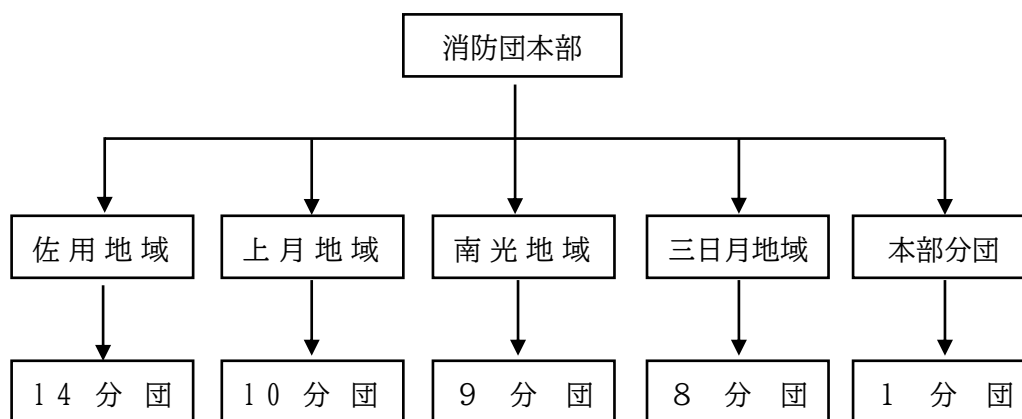 消防団本部
佐用地域
上月地域
南光地域
三日月地域
本部分団
14分団
10分団
9分団
8分団
1分団